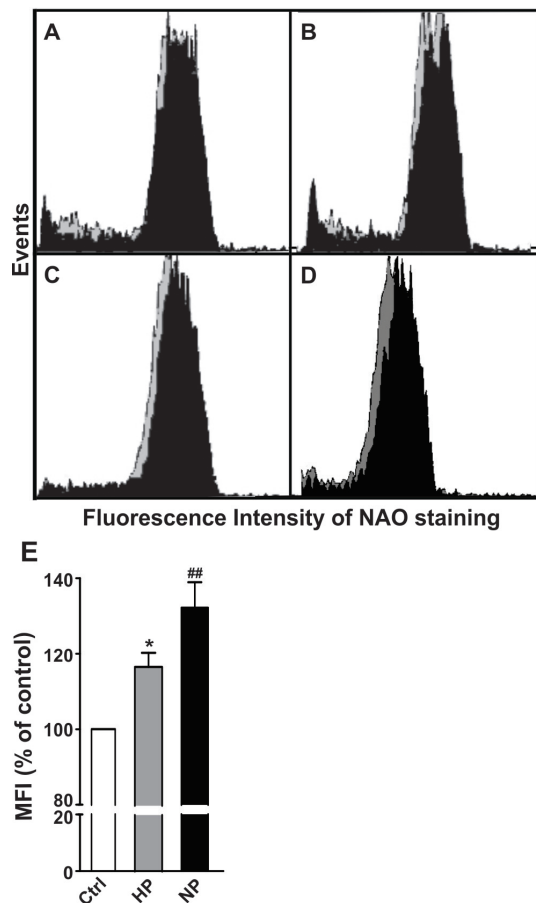 A
B
Events
C
D
Fluorescence Intensity of NAO staining
E
MFI (% of control)
140
120
100
80
20
0
*
##
Ctrl
HP
NP